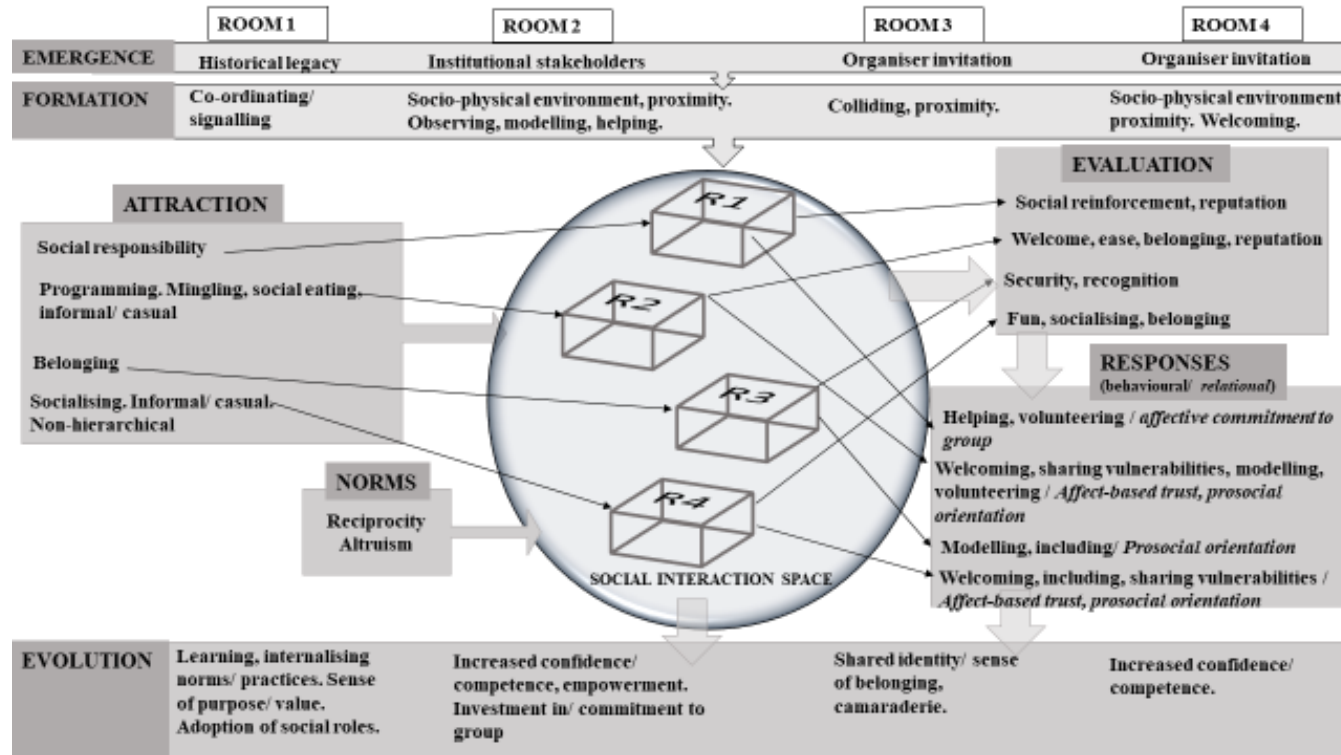 ROOM 1
ROOM 2
ROOM 3
ROOM 4
EMERGENCE
Historical legacy
Institutional stakeholders
Organiser invitation
Organiser invitation
FORMATION
Co-ordinating/
signalling
Socio-physical environment, proximity.
Observing, modelling, helping.
Colliding, proximity.
Socio-physical environment
proximity. Welcoming.
ATTRACTION
Social responsibility
Programming. Mingling, social eating,
informal/ casual
Belonging
Socialising. Informal/ casual.
Non-hierarchical
NORMS
Reciprocity
Altruism
R1
R2
R3
R4
SOCIAL INTERACTION SPACE
EVALUATION
Social reinforcement, reputation
Welcome, ease, belonging, reputation
Security, recognition
Fun, socialising, belonging
RESPONSES
(behavioural/ relational)
Helping, volunteering / affective commitment to
group
Welcoming, sharing vulnerabilities, modelling,
volunteering / Affect-based trust, prosocial
orientation
Modelling, including/ Prosocial orientation
Welcoming, including, sharing vulnerabilities /
Affect-based trust, prosocial orientation
EVOLUTION
Learning, internalising
norms/ practices. Sense
of purpose/ value.
Adoption of social roles.
Increased confidence/
competence, empowerment.
Investment in/ commitment to
group
Shared identity/ sense
of belonging,
camaraderie.
Increased confidence/
competence.